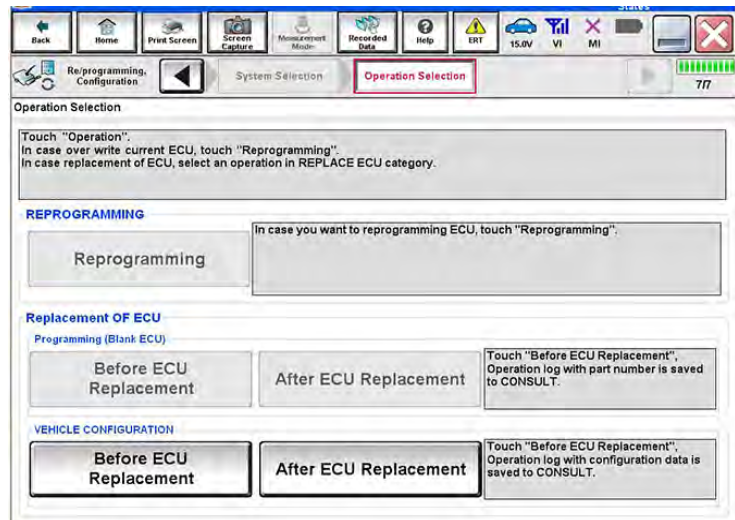 States
Back
Home
Print Screen
Screen Capture
Measurement Mode
Recorded Data
Help
ERT
15.0V
VI
MI
Re/programming, Configuration
System Selection
Operation Selection
7/7
Operation Selection
Touch "Operation".
In case over write current ECU, touch "Reprogramming".
In case replacement of ECU, select an operation in REPLACE ECU category.
REPROGRAMMING
Reprogramming
In case you want to reprogramming ECU, touch "Reprogramming".
Replacement OF ECU
Programming (Blank ECU)
Before ECU
Replacement
After ECU Replacement
Touch "Before ECU Replacement",
Operation log with part number is saved
to CONSULT.
VEHICLE CONFIGURATION
Before ECU
Replacement
After ECU Replacement
Touch "Before ECU Replacement",
Operation log with configuration data is
saved to CONSULT.